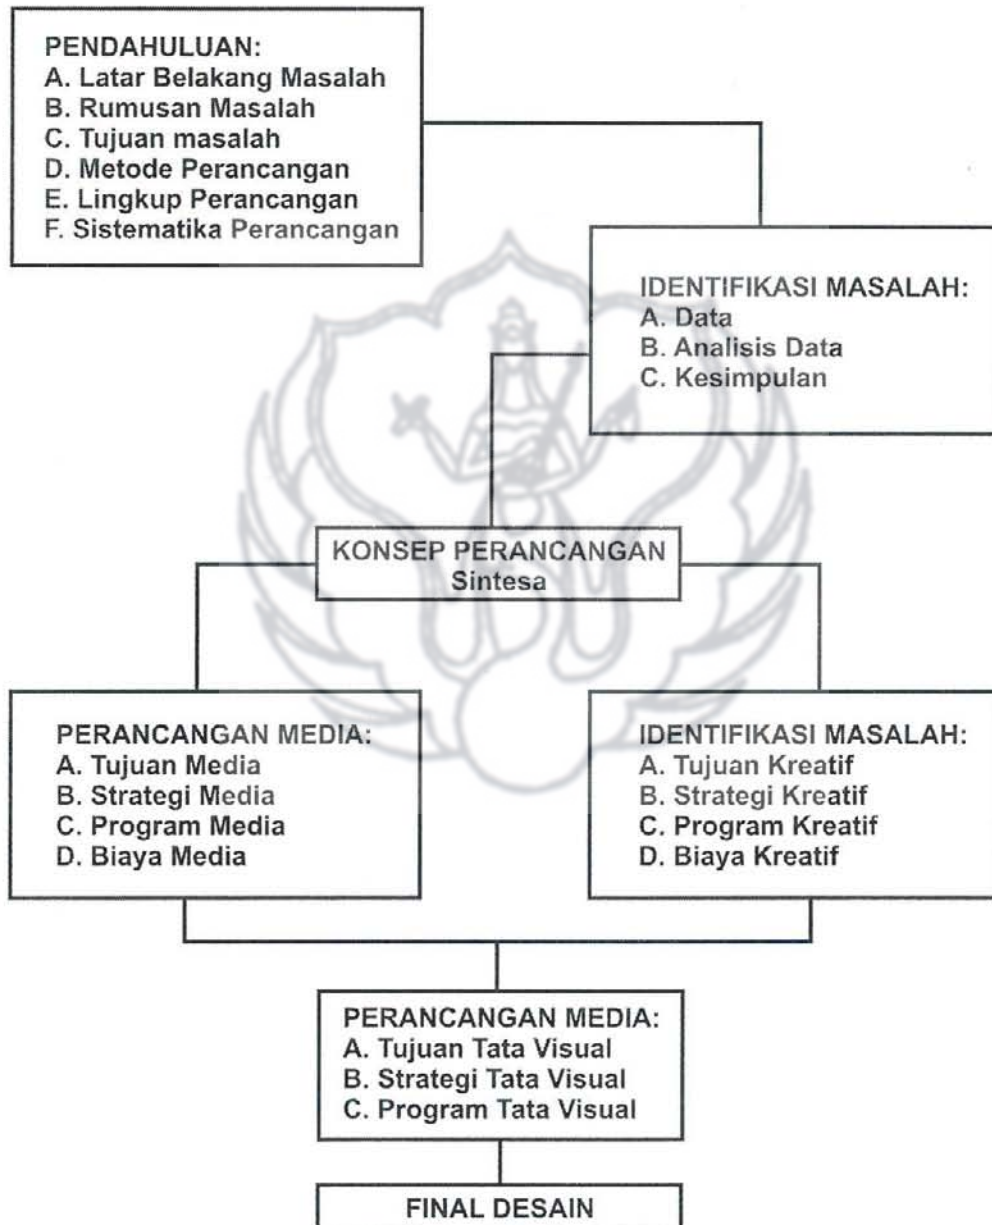 PENDAHULUAN:
A. Latar Belakang Masalah
B. Rumusan Masalah
C. Tujuan masalah
D. Metode Perancangan
E. Lingkup Perancangan
F. Sistematika Perancangan
IDENTIFIKASI MASALAH:
A. Data
B. Analisis Data
C. Kesimpulan
KONSEP PERANCANGAN
Sintesa
PERANCANGAN MEDIA:
A. Tujuan Media
B. Strategi Media
C. Program Media
D. Biaya Media
IDENTIFIKASI MASALAH:
A. Tujuan Kreatif
B. Strategi Kreatif
C. Program Kreatif
D. Biaya Kreatif
PERANCANGAN MEDIA:
A. Tujuan Tata Visual
B. Strategi Tata Visual
C. Program Tata Visual
FINAL DESAIN